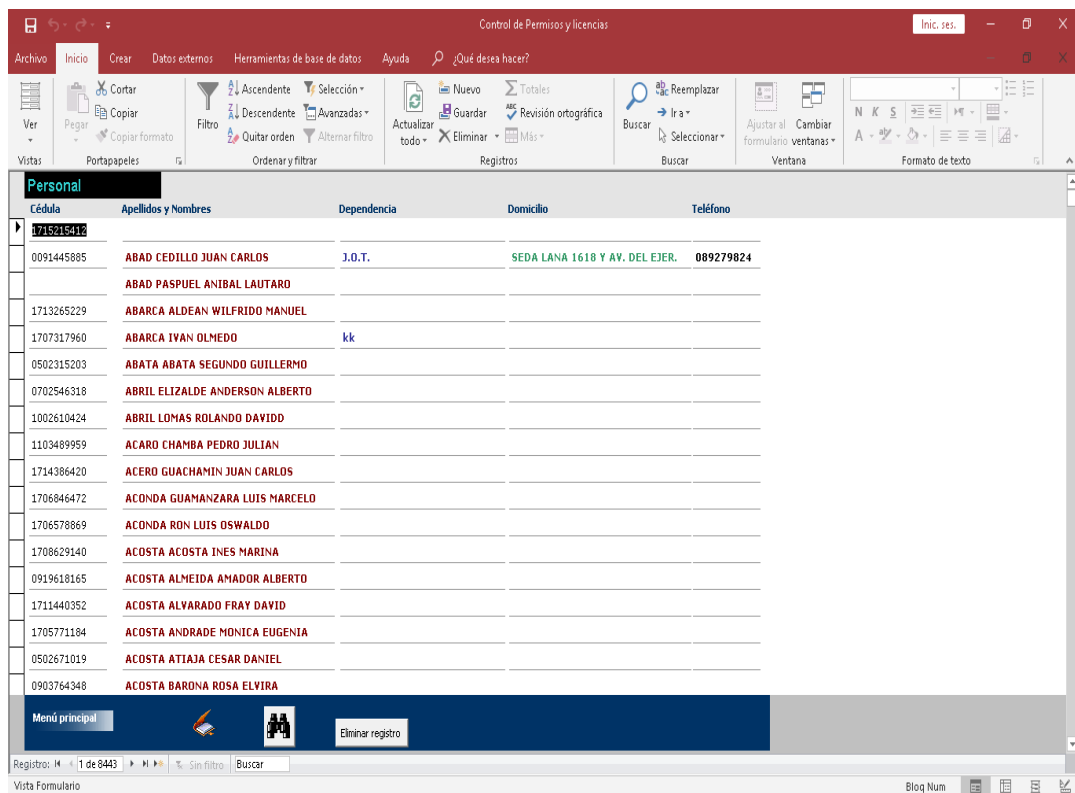 Control de Permisos y licencias
Inic. ses.
Archivo Inicio Crear Datos externos Herramientas de base de datos Ayuda ¿Qué desea hacer?
Ver
Pegar
Cortar
Copiar
Copiar formato
Filtro
Ascendente
Descendente
Quitar orden
Selección
Avanzadas
Alternar filtro
Actualizar todo
Nuevo
Guardar
Eliminar
Totales
Revisión ortográfica
Más
Buscar
Reemplazar
Ir a
Seleccionar
Ajustar al formulario
Cambiar ventanas
N K S
A
Vistas Portapapeles Ordenar y filtrar Registros Buscar Ventana Formato de texto
Personal
Cédula Apellidos y Nombres Dependencia Domicilio Teléfono
1715215412
0091445885 ABAD CEDILLO JUAN CARLOS J.O.T. SEDA LANA 1618 Y AV. DEL EJER. 089279824
ABAD PASPUEL ANIBAL LAUTARO
1713265229 ABARCA ALDEAN WILFRIDO MANUEL
1707317960 ABARCA IVAN OLMEDO kk
0502315203 ABATA ABATA SEGUNDO GUILLERMO
0702546318 ABRIL ELIZALDE ANDERSON ALBERTO
1002610424 ABRIL LOMAS ROLANDO DAVIDD
1103489959 ACARO CHAMBA PEDRO JULIAN
1714386420 ACERO GUACHAMIN JUAN CARLOS
1706846472 ACONDA GUAMANZARA LUIS MARCELO
1706578869 ACONDA RON LUIS OSWALDO
1708629140 ACOSTA ACOSTA INES MARINA
0919618165 ACOSTA ALMEIDA AMADOR ALBERTO
1711440352 ACOSTA ALVARADO FRAY DAVID
1705771184 ACOSTA ANDRADE MONICA EUGENIA
0502671019 ACOSTA ATIAJA CESAR DANIEL
0903764348 ACOSTA BARONA ROSA ELVIRA
Menú principal
Eliminar registro
Registro: 1 de 8443 Sin filtro Buscar
Vista Formulario Bloq Num